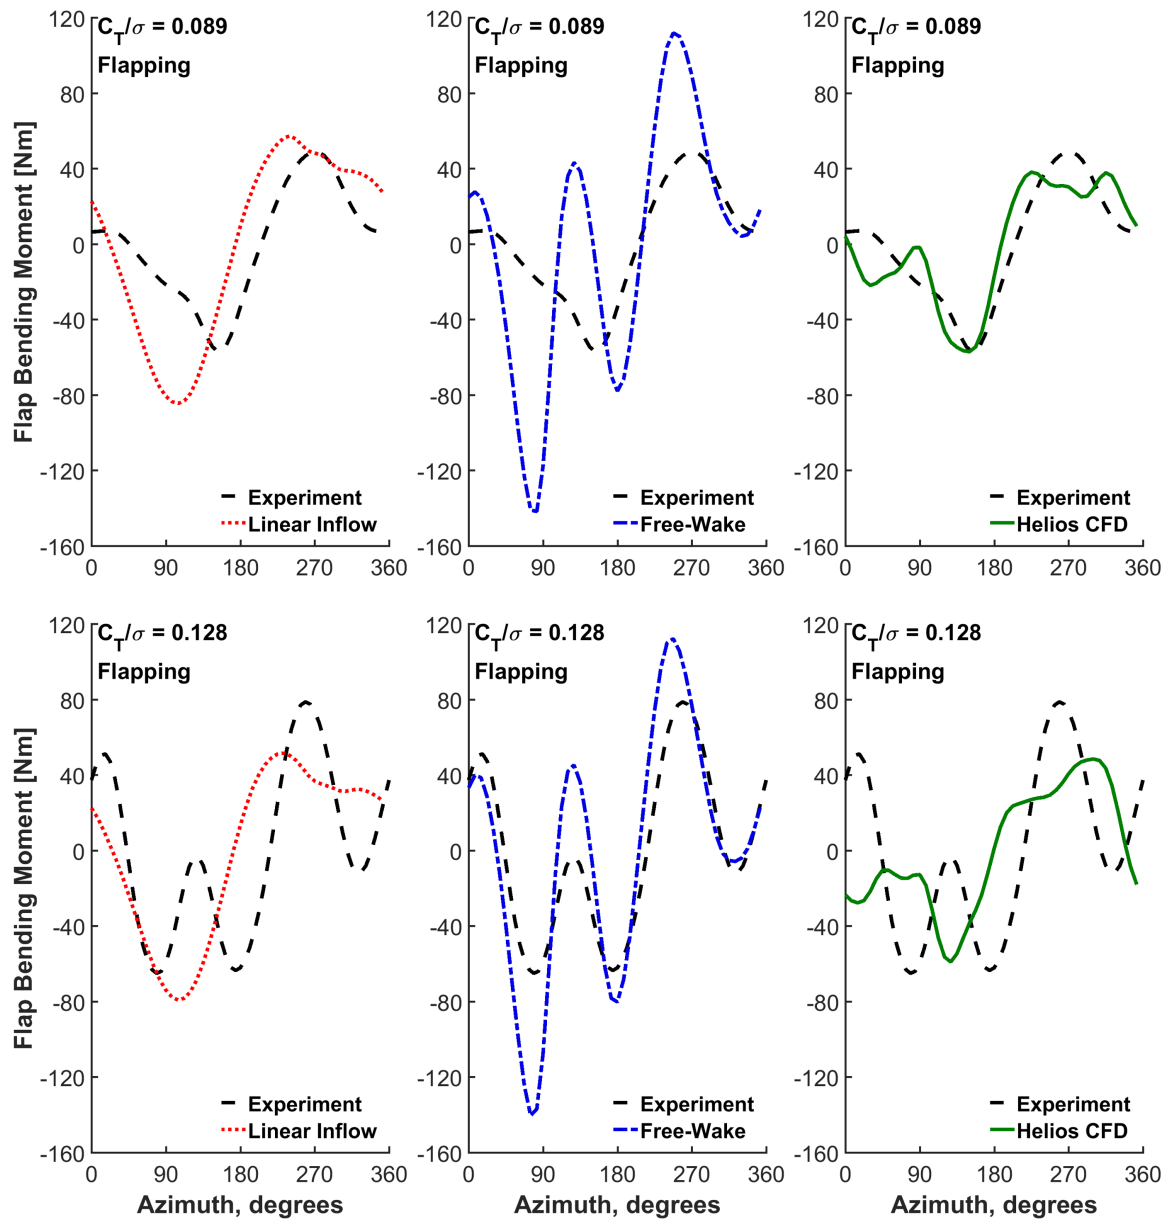 C_T/σ = 0.089
Flapping
Flap Bending Moment [Nm]
120
80
40
0
-40
-80
-120
-160
Experiment
Linear Inflow
0 90 180 270 360
C_T/σ = 0.089
Flapping
120
80
40
0
-40
-80
-120
-160
Experiment
Free-Wake
0 90 180 270 360
C_T/σ = 0.089
Flapping
120
80
40
0
-40
-80
-120
-160
Experiment
Helios CFD
0 90 180 270 360
C_T/σ = 0.128
Flapping
Flap Bending Moment [Nm]
120
80
40
0
-40
-80
-120
-160
Experiment
Linear Inflow
0 90 180 270 360
Azimuth, degrees
C_T/σ = 0.128
Flapping
120
80
40
0
-40
-80
-120
-160
Experiment
Free-Wake
0 90 180 270 360
Azimuth, degrees
C_T/σ = 0.128
Flapping
120
80
40
0
-40
-80
-120
-160
Experiment
Helios CFD
0 90 180 270 360
Azimuth, degrees